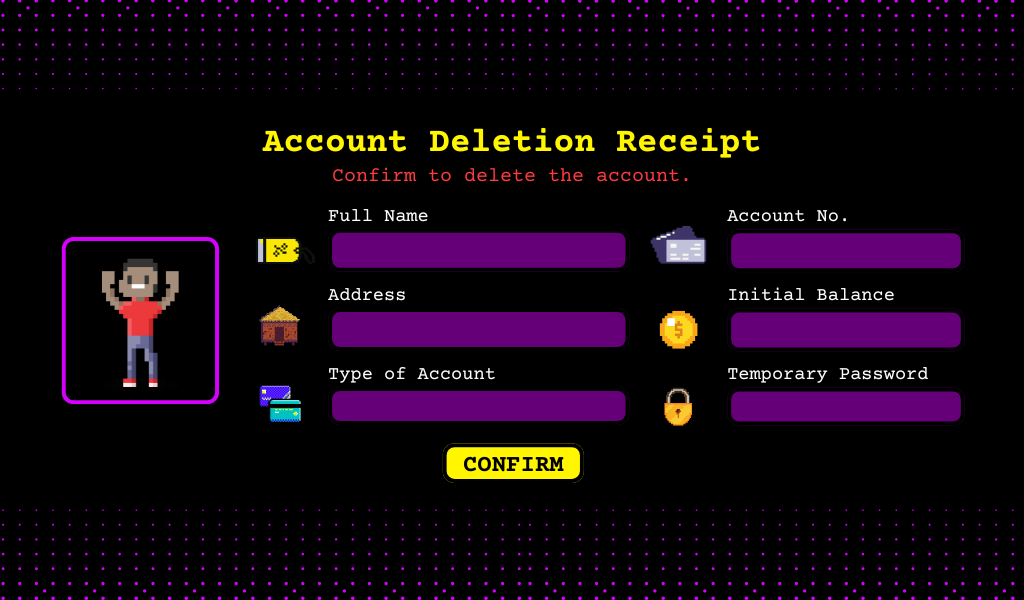 Account Deletion Receipt
Confirm to delete the account.
Full Name
Account No.
Address
Initial Balance
$
Type of Account
Temporary Password
CONFIRM